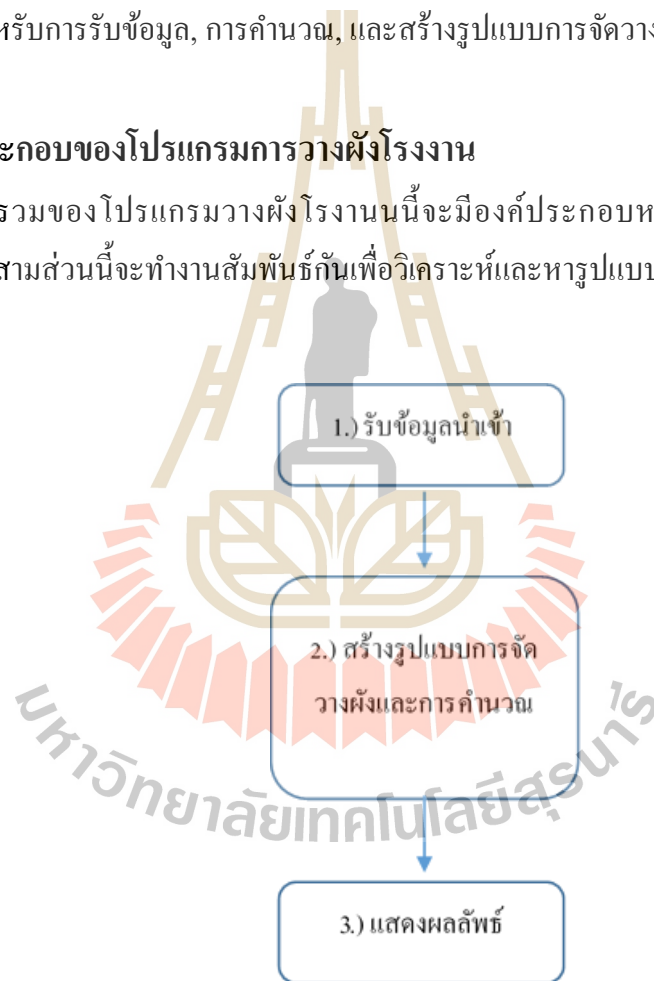 หรับการรับข้อมูล, การคำนวณ, และสร้างรูปแบบการจัดวาง
ะกอบของโปรแกรมการวางผังโรงงาน
รวมของโปรแกรมวางผังโรงานนนี้จะมีองค์ประกอบห
สามส่วนนี้จะทำงานสัมพันธ์กันเพื่อวิเคราะห์และหารูปแบบ
1.) รับข้อมูลนำเข้า
2.) สร้างรูปแบบการจัด
วางผังและการคำนวณ
มหาวิทยาลัยเทคโนโลยีสุรนารี
3.) แสดงผลลัพธ์